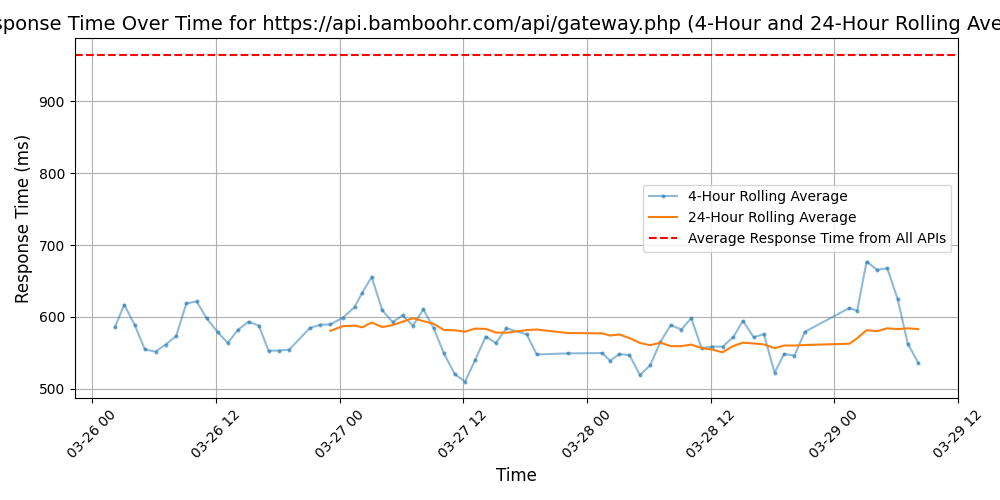 sponse Time Over Time for https://api.bamboohr.com/api/gateway.php (4-Hour and 24-Hour Rolling Ave
Response Time (ms)
900
800
700
600
500
4-Hour Rolling Average
24-Hour Rolling Average
Average Response Time from All APIs
03-26 00
03-26 12
03-27 00
03-27 12
03-28 00
03-28 12
03-29 00
03-29 12
Time